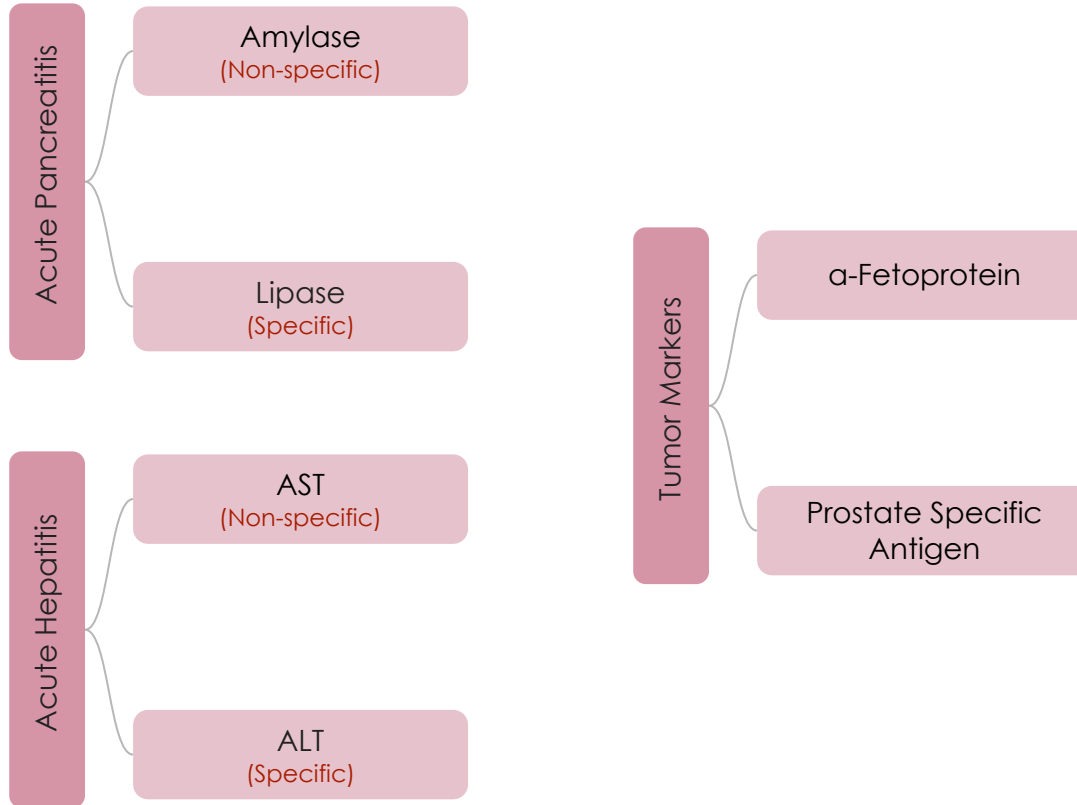 Acute Pancreatitis
Amylase
(Non-specific)
Lipase
(Specific)
Acute Hepatitis
AST
(Non-specific)
ALT
(Specific)
Tumor Markers
α-Fetoprotein
Prostate Specific
Antigen